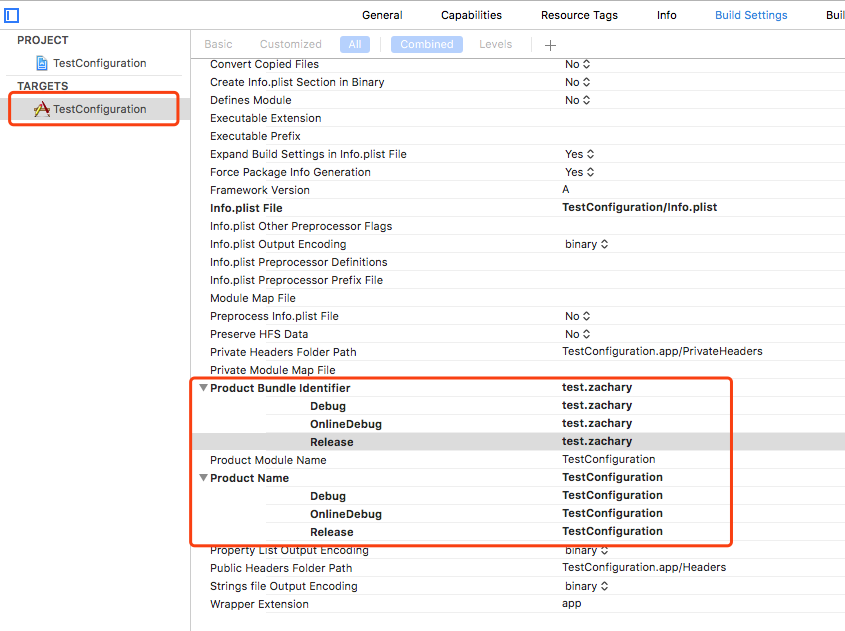 General Capabilities Resource Tags Info Build Settings Buil
PROJECT
TestConfiguration
TARGETS
TestConfiguration
Basic Customized All Combined Levels +
Convert Copied Files No
Create Info.plist Section in Binary No
Defines Module No
Executable Extension
Executable Prefix
Expand Build Settings in Info.plist File Yes
Force Package Info Generation Yes
Framework Version A
Info.plist File TestConfiguration/Info.plist
Info.plist Other Preprocessor Flags
Info.plist Output Encoding binary
Info.plist Preprocessor Definitions
Info.plist Preprocessor Prefix File
Module Map File
Preprocess Info.plist File No
Preserve HFS Data No
Private Headers Folder Path TestConfiguration.app/PrivateHeaders
Private Module Map File
Product Bundle Identifier test.zachary
Debug test.zachary
OnlineDebug test.zachary
Release test.zachary
Product Module Name TestConfiguration
Product Name TestConfiguration
Debug TestConfiguration
OnlineDebug TestConfiguration
Release TestConfiguration
Property List Output Encoding binary
Public Headers Folder Path TestConfiguration.app/Headers
Strings file Output Encoding binary
Wrapper Extension app